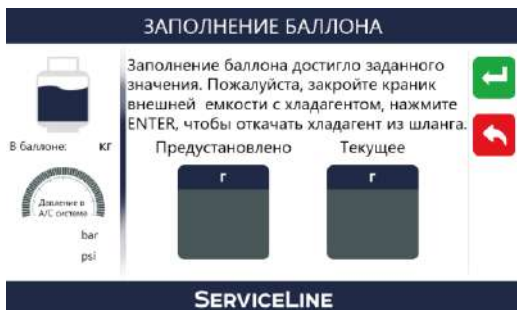 ЗАПОЛНЕНИЕ БАЛЛОНА
Заполнение баллона достигло заданного
значения. Пожалуйста, закройте краник
внешней емкости с хладагентом, нажмите
ENTER, чтобы откачать хладагент из шланга.
В баллоне: кг
Предустановлено Текущее
г г
Давление в
A/C системе
bar
psi
SERVICELINE